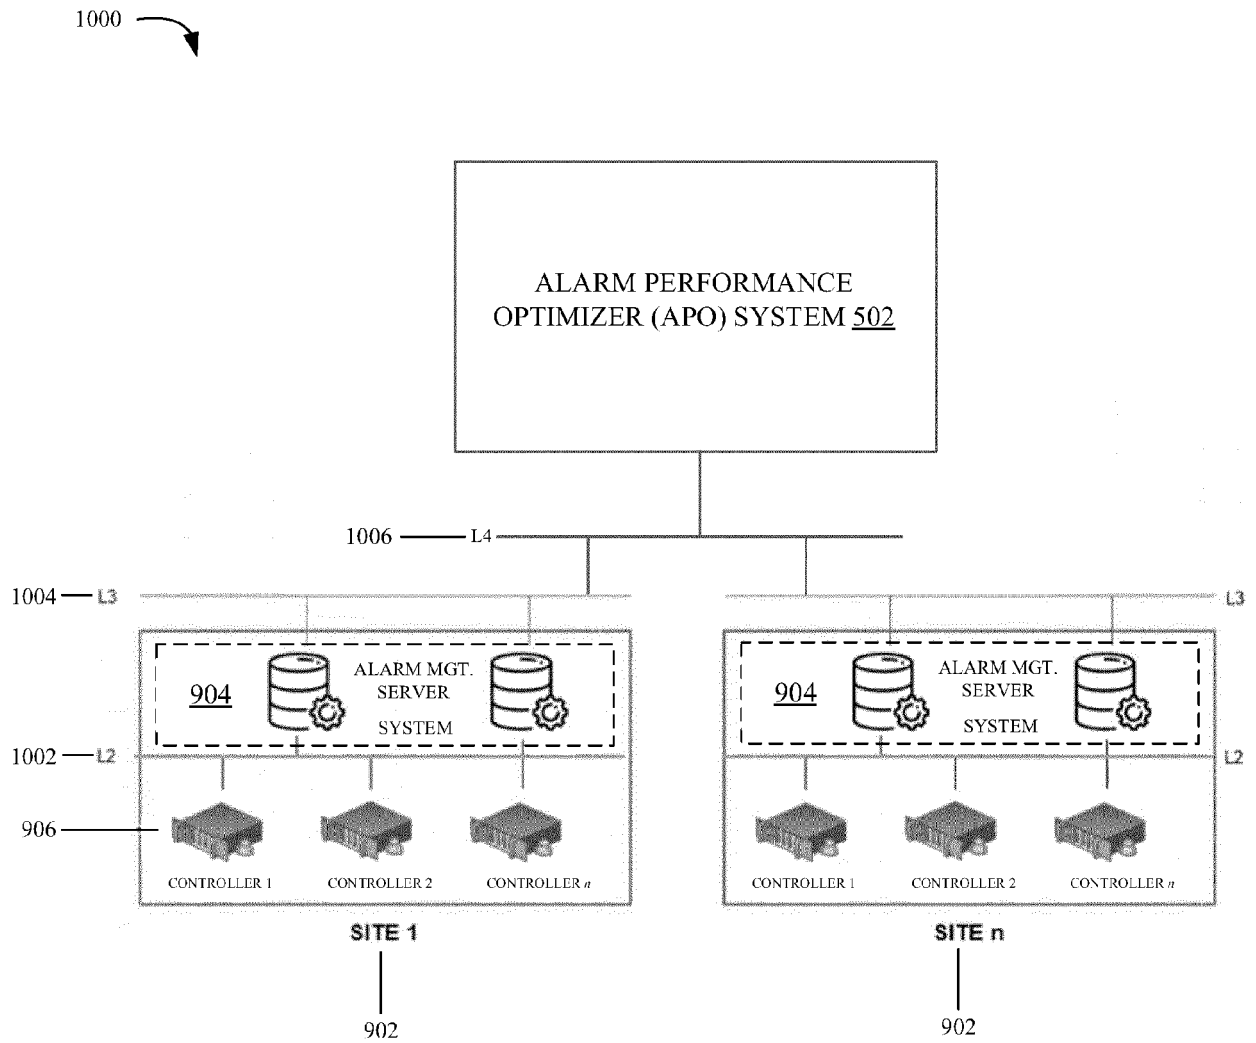 1000
ALARM PERFORMANCE
OPTIMIZER (APO) SYSTEM 502
1006 L4
1004 L3
L3
904 ALARM MGT.
SERVER
SYSTEM
904 ALARM MGT.
SERVER
SYSTEM
1002 L2
L2
906
CONTROLLER 1 CONTROLLER 2 CONTROLLER n
CONTROLLER 1 CONTROLLER 2 CONTROLLER n
SITE 1
SITE n
902
902